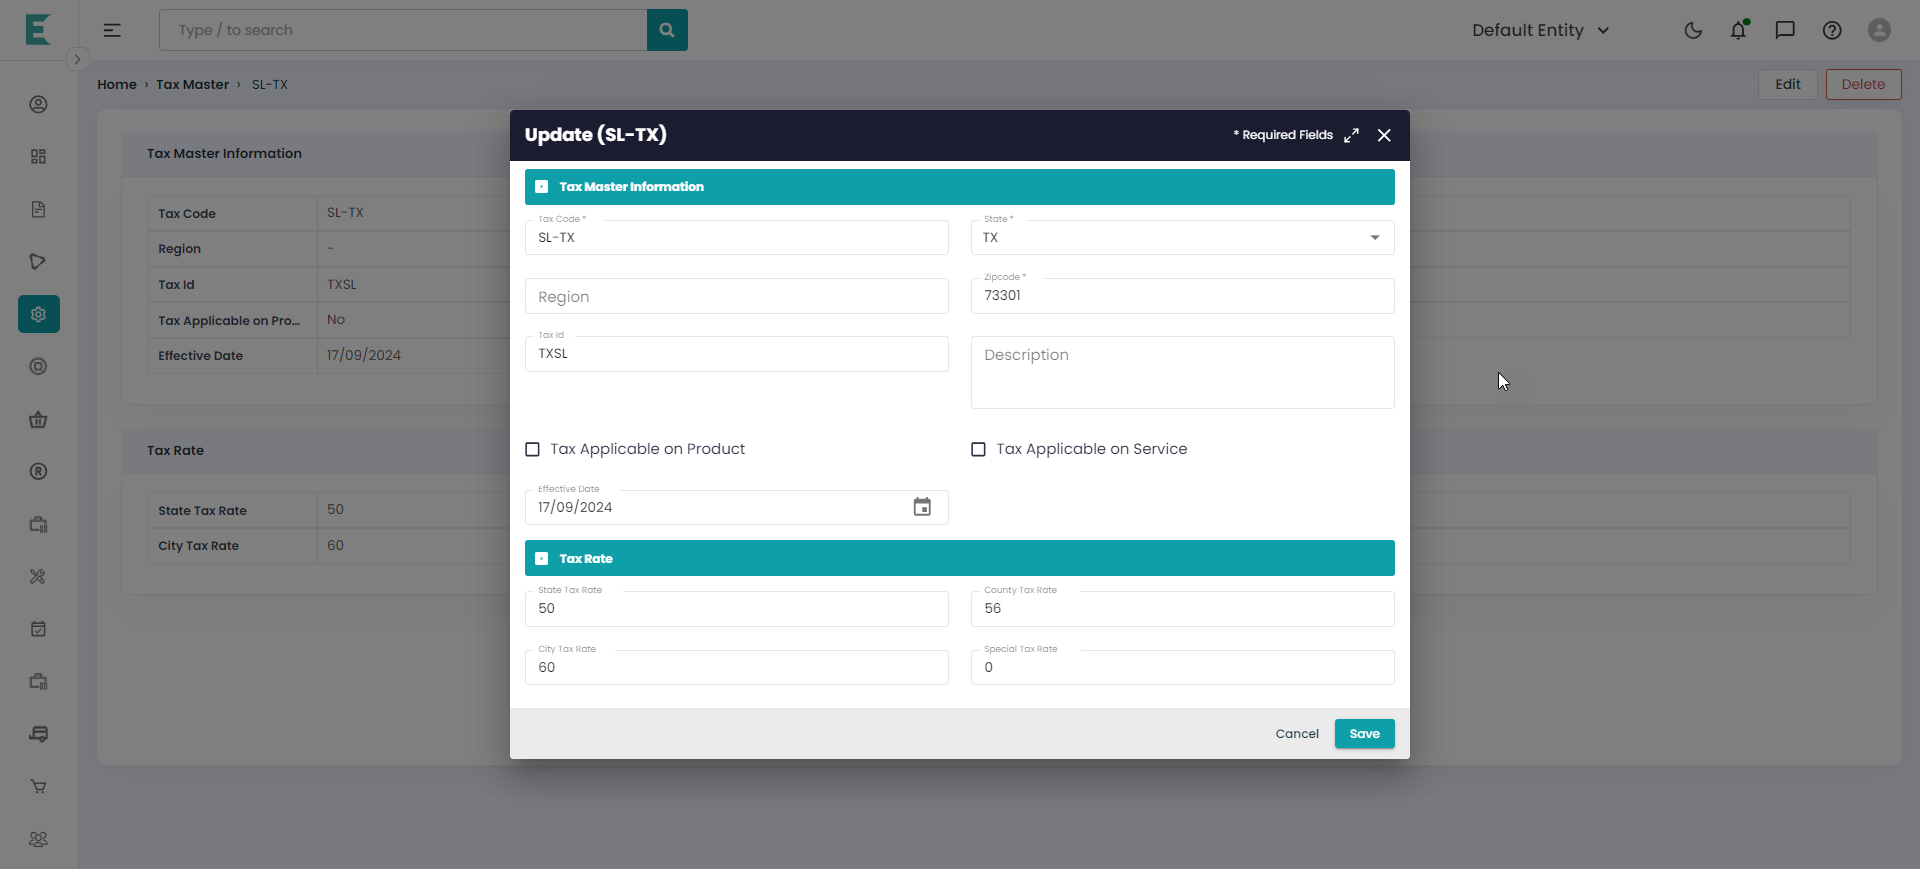 Type / to search
Default Entity
Home › Tax Master › SL-TX
Edit
Delete
Tax Master Information
Tax Code SL-TX
Region -
Tax Id TXSL
Tax Applicable on Pro... No
Effective Date 17/09/2024
Tax Rate
State Tax Rate 50
City Tax Rate 60
Update (SL-TX)
* Required Fields
Tax Master Information
Tax Code *
SL-TX
State *
TX
Region
Zipcode *
73301
Tax Id
TXSL
Description
Tax Applicable on Product
Tax Applicable on Service
Effective Date
17/09/2024
Tax Rate
State Tax Rate
50
County Tax Rate
56
City Tax Rate
60
Special Tax Rate
0
Cancel
Save